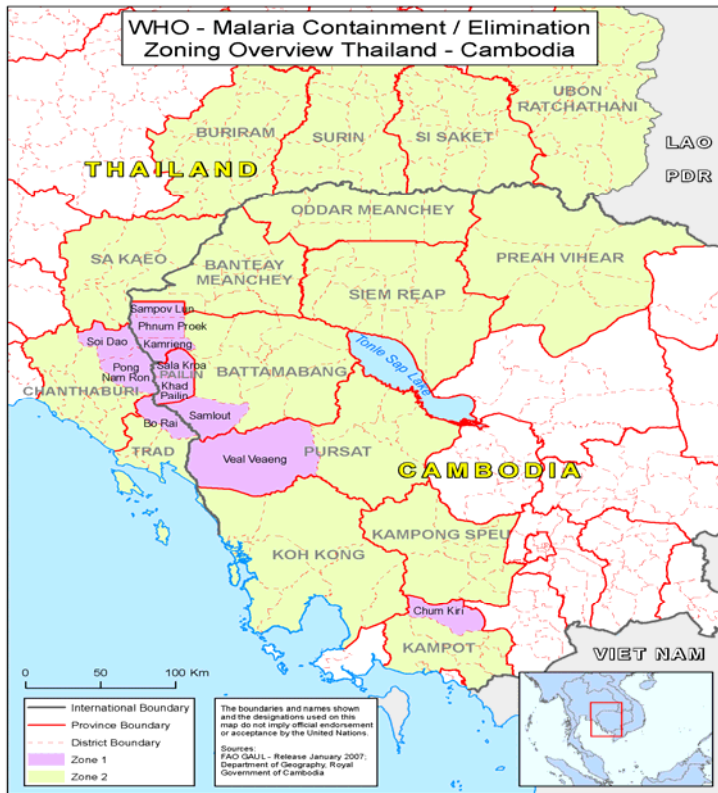 WHO - Malaria Containment / Elimination
Zoning Overview Thailand - Cambodia
UBON
RATCHATHANI
BURIRAM
SURIN
SI SAKET
LAO
PDR
THAILAND
ODDAR MEANCHEY
SA KAEO
BANTEAY
MEANCHEY
PREAH VIHEAR
SIEM REAP
Sampov Lun
Phnum Proek
Soi Dao
Kamrieng
Tonle Sap Lake
Pong
Nam Ron
Sala Kroa
PAILIN
BATTAMABANG
CHANTHABURI
Khad
Pailin
Samlout
Bo Rai
TRAD
Veal Veaeng
PURSAT
CAMBODIA
KAMPONG SPEU
KOH KONG
Chum Kiri
KAMPOT
VIET NAM
0 50 100 Km
International Boundary
Province Boundary
District Boundary
Zone 1
Zone 2
The boundaries and names shown
and the designations used on this
map do not imply official endorsement
or acceptance by the United Nations.
Sources:
FAO GAUL - Release January 2007;
Department of Geography, Royal
Government of Cambodia